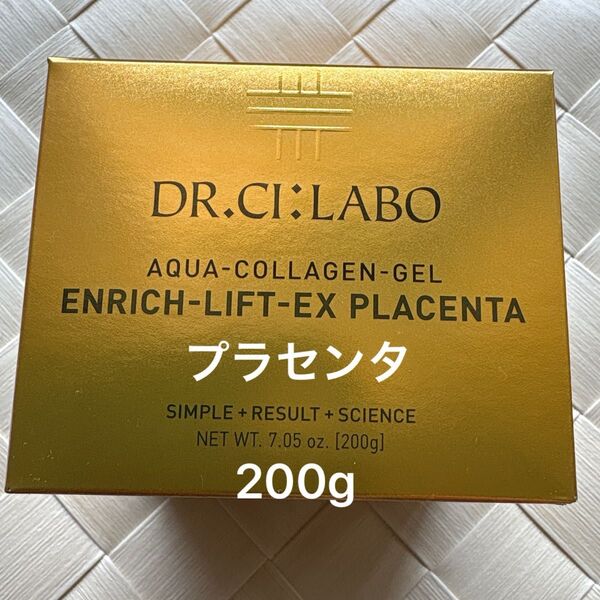 DR.CI:LABO
AQUA-COLLAGEN-GEL
ENRICH-LIFT-EX PLACENTA
プラセンタ
SIMPLE+RESULT+SCIENCE
NET WT. 7.05 oz. [200g]
200g